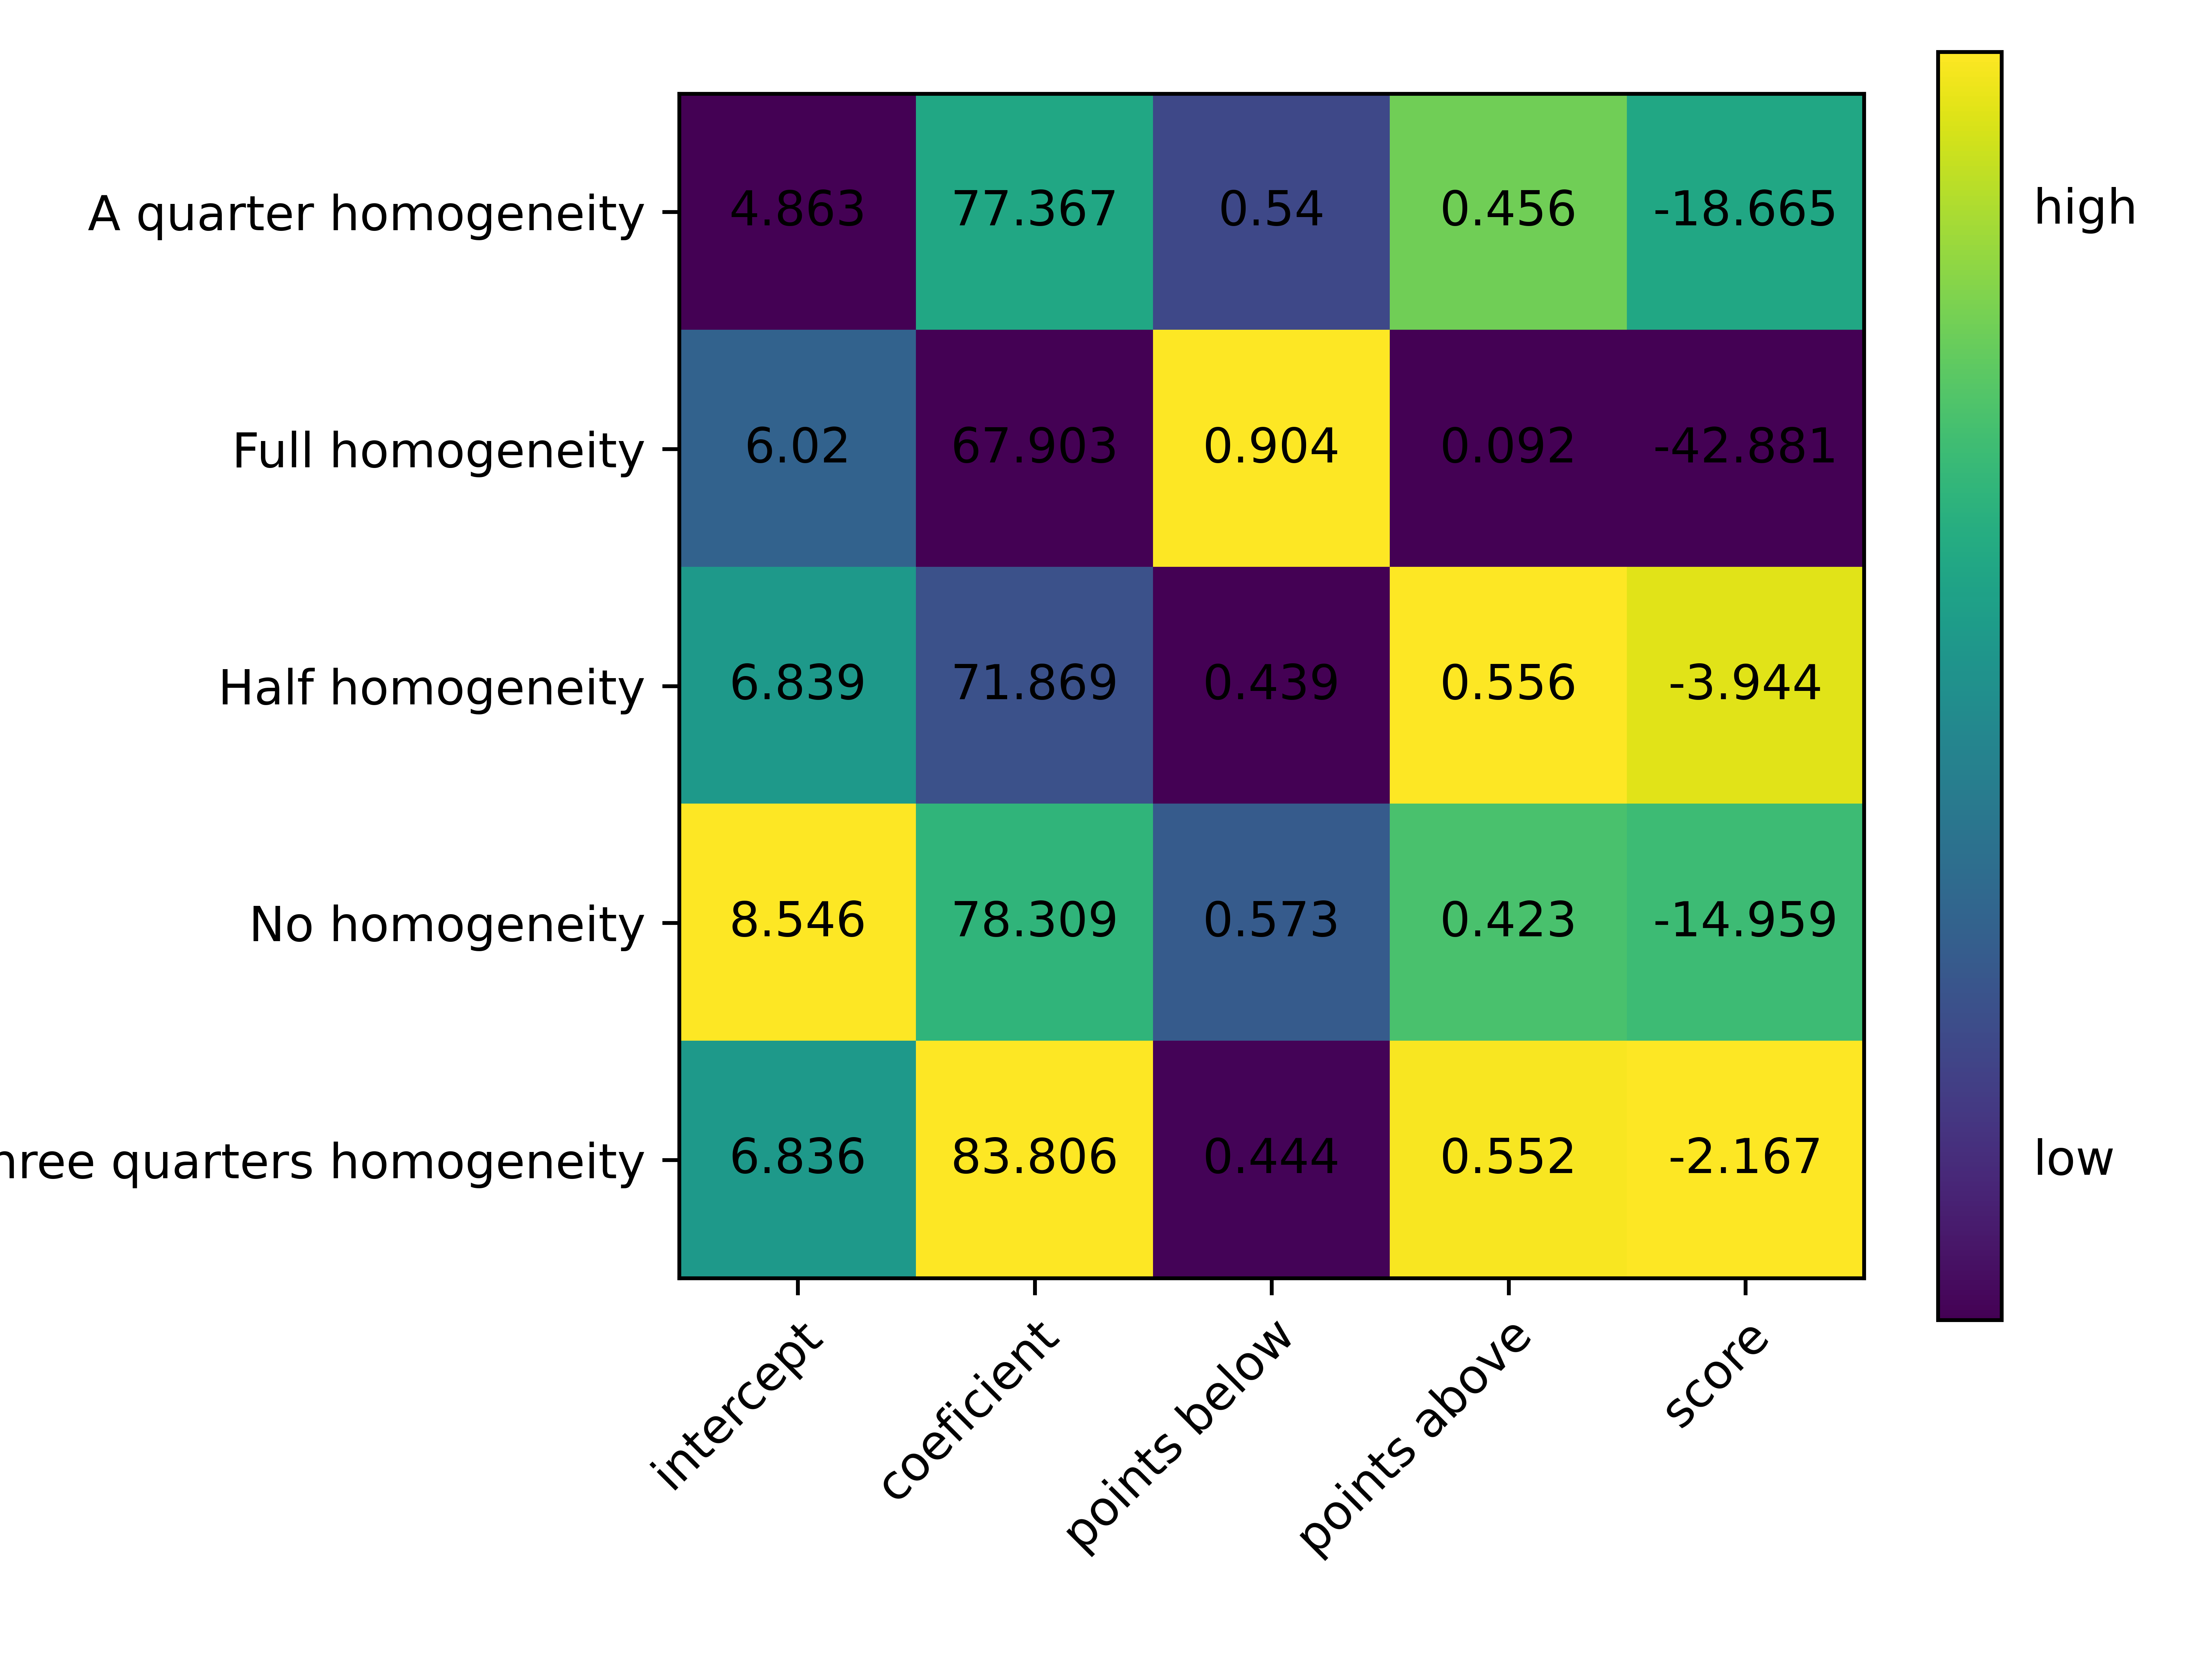 A quarter homogeneity 4.863 77.367 0.54 0.456 -18.665 high
Full homogeneity 6.02 67.903 0.904 0.092 -42.881
Half homogeneity 6.839 71.869 0.439 0.556 -3.944
No homogeneity 8.546 78.309 0.573 0.423 -14.959
hree quarters homogeneity 6.836 83.806 0.444 0.552 -2.167 low
intercept coeficient points below points above score